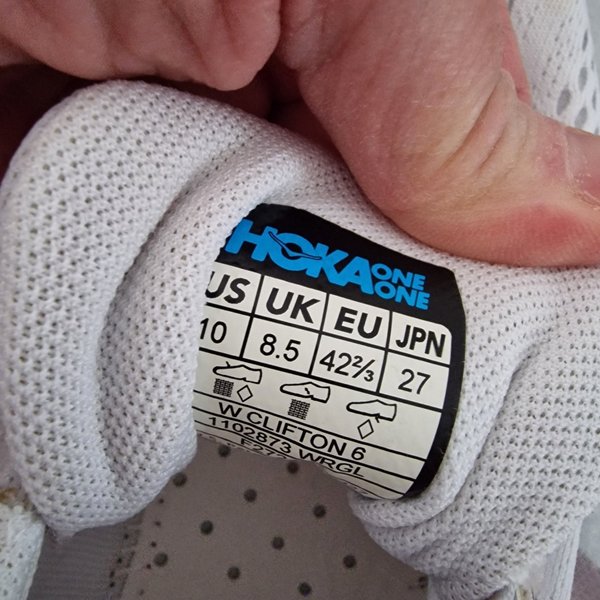 HOKA ONE ONE
US UK EU JPN
10 8.5 42⅔ 27
W CLIFTON 6
1102873 WRGL